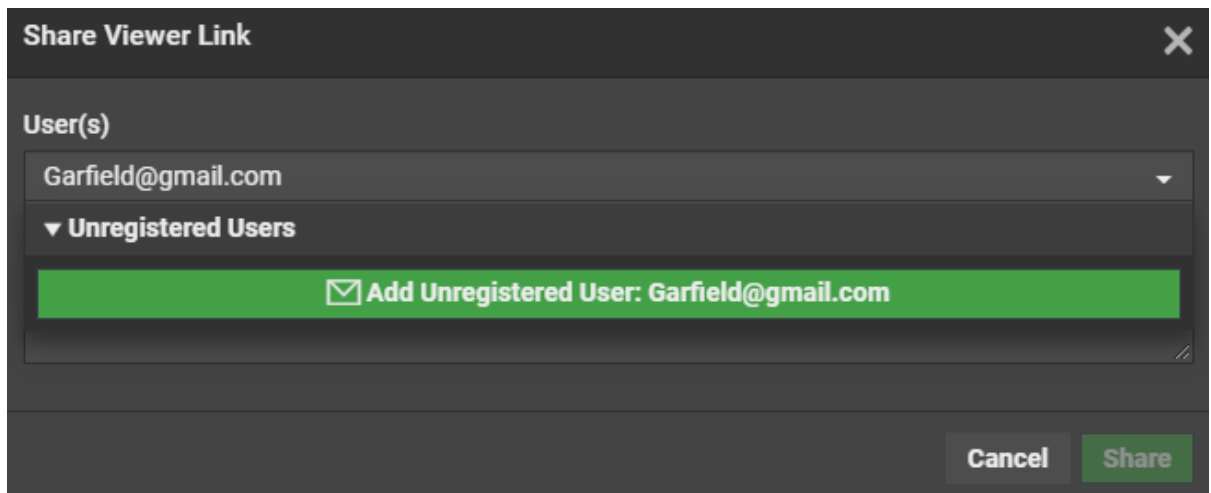 Share Viewer Link
User(s)
Garfield@gmail.com
Unregistered Users
Add Unregistered User: Garfield@gmail.com
Cancel Share